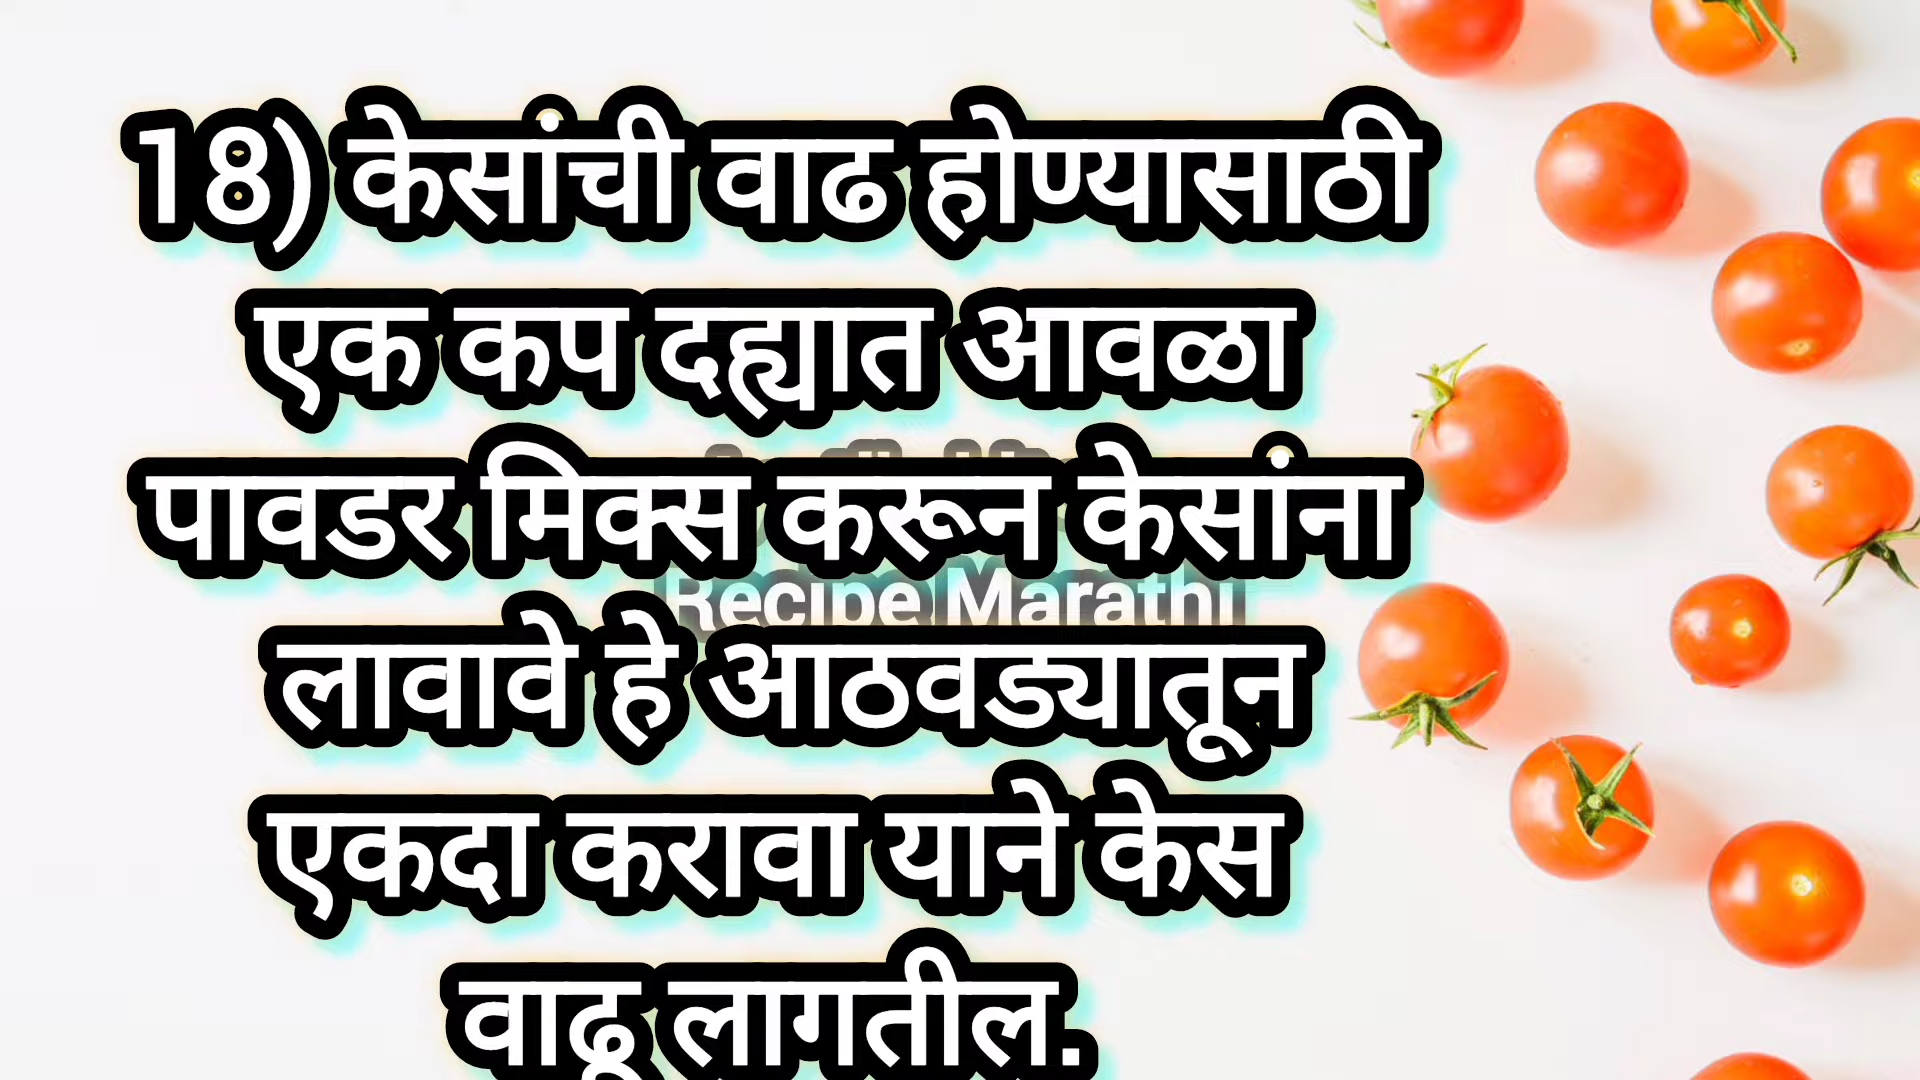 18) केसांची वाढ होण्यासाठी
एक कप दह्यात आवळा
पावडर मिक्स करून केसांना
Recipe Marathi
लावावे हे आठवड्यातून
एकदा करावा याने केस
वाढू लागतील.